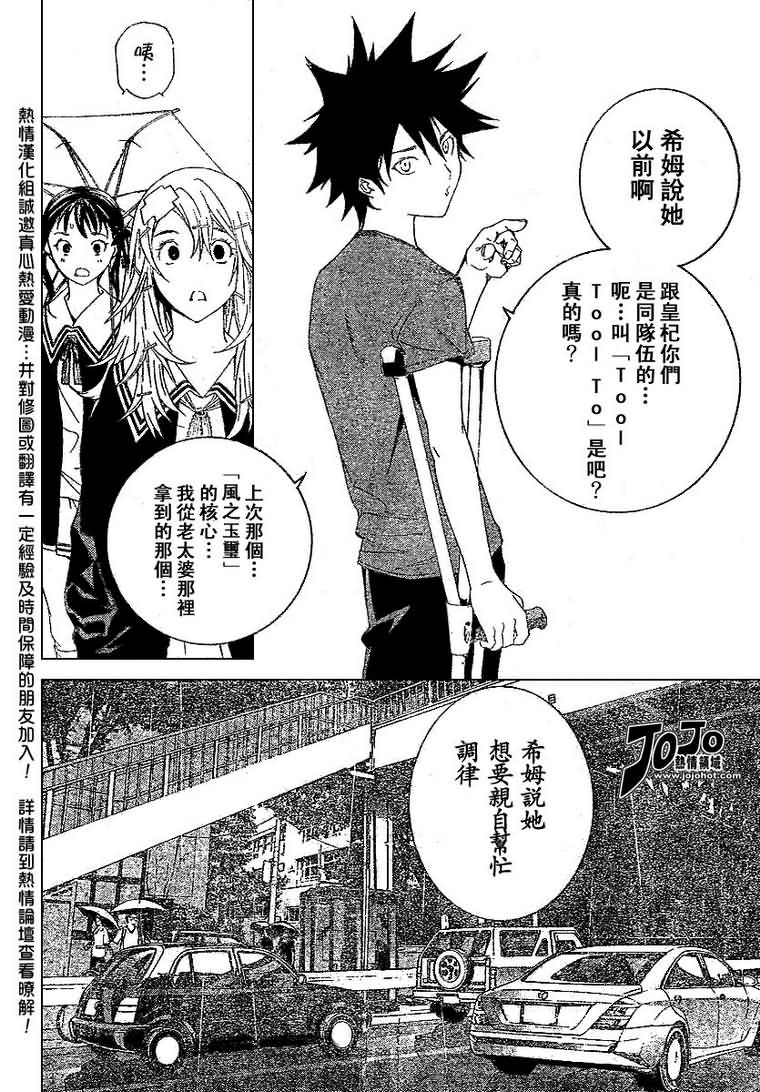 希姆說她
以前啊
跟皇杞你們
是同隊伍的…
呃…叫「Tool
Tool To」是吧？
真的嗎？
咦…
上次那個…
「風之玉璽」
的核心…
我從老太婆那裡
拿到的那個…
希姆說她
想要親自幫忙
調律
JoJo
熱情領域
www.jojohot.com
熱情漢化組誠邀真心熱愛動漫…并對修圖或翻譯有一定經驗及時間保障的朋友加入！ 詳情請到熱情論壇查看瞭解！